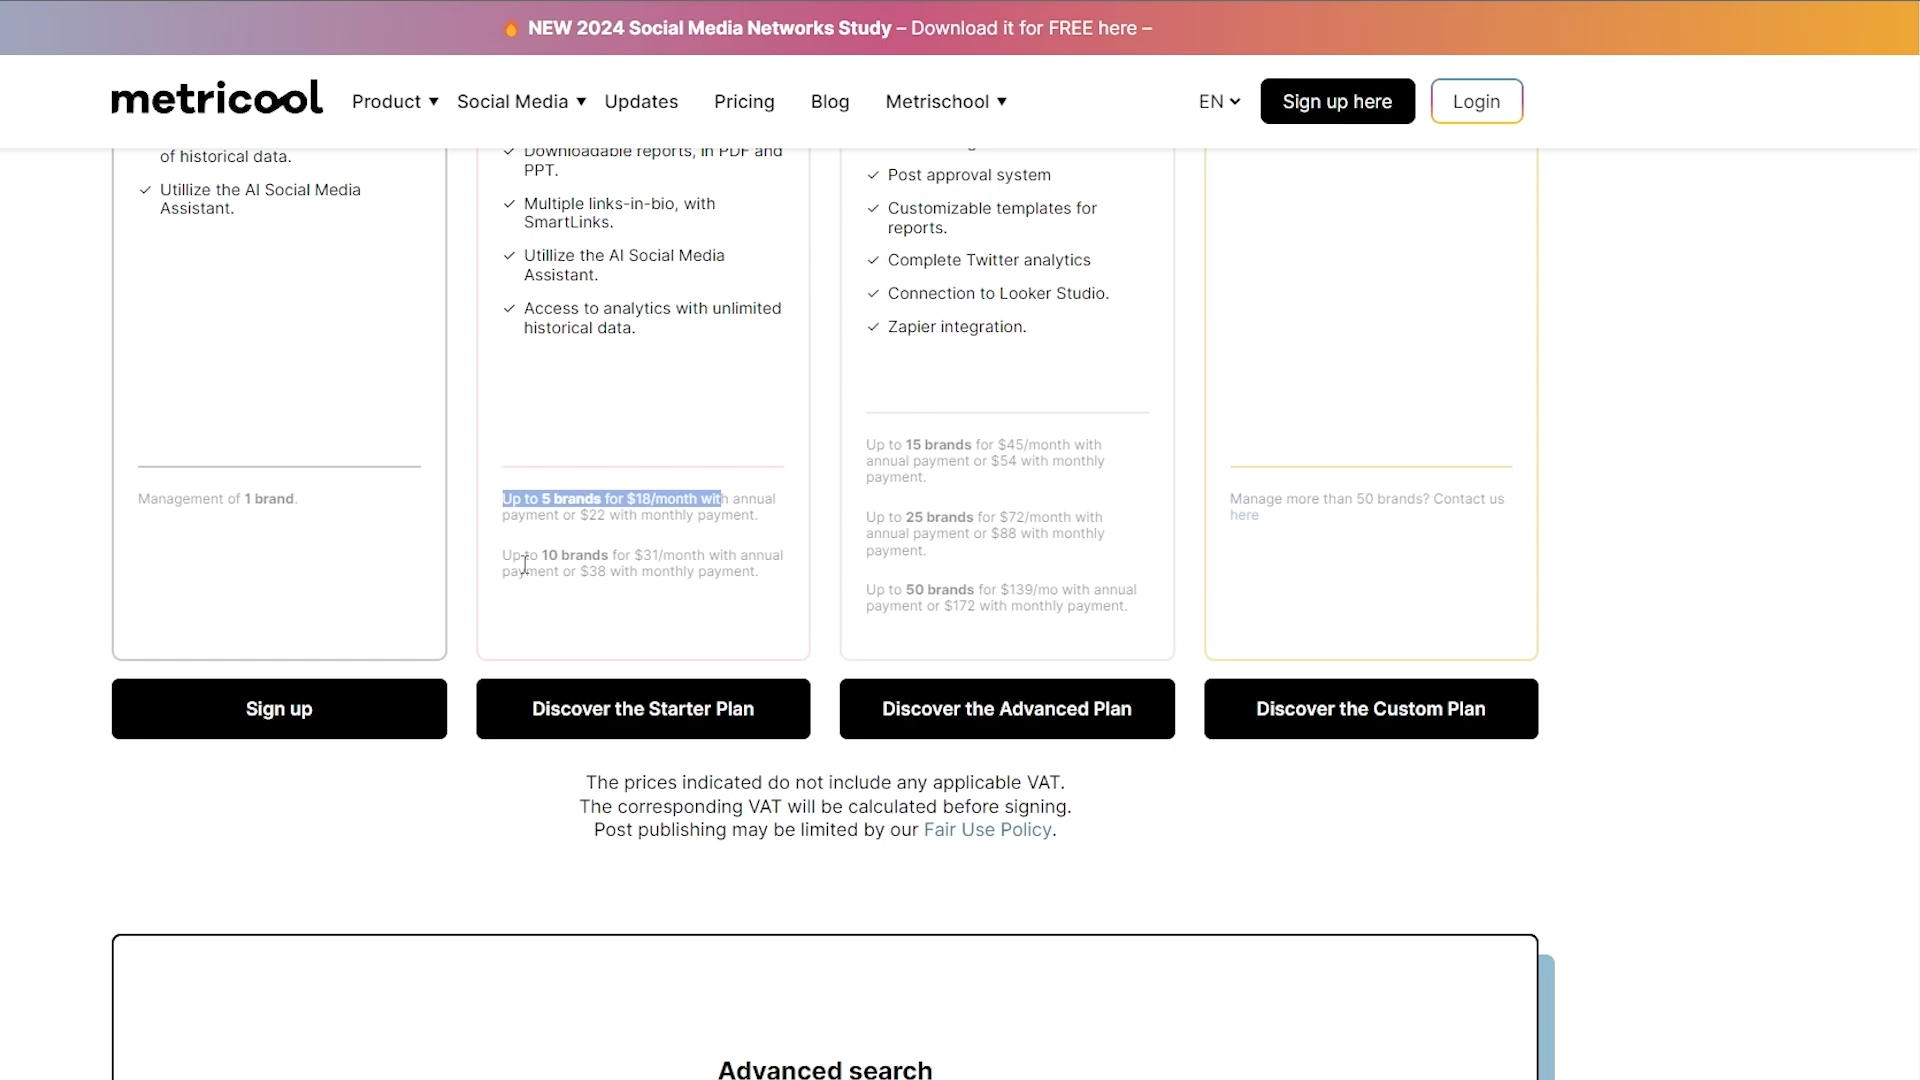 NEW 2024 Social Media Networks Study – Download it for FREE here –
metricool
Product ▼ Social Media ▼ Updates Pricing Blog Metrischool ▼ EN Sign up here Login
of historical data.
Utillize the AI Social Media
Assistant.
Downloadable reports, in PDF and
PPT.
Multiple links-in-bio, with
SmartLinks.
Utillize the AI Social Media
Assistant.
Access to analytics with unlimited
historical data.
Post approval system
Customizable templates for
reports.
Complete Twitter analytics
Connection to Looker Studio.
Zapier integration.
Management of 1 brand.
Up to 5 brands for $18/month with annual
payment or $22 with monthly payment.
Up to 10 brands for $31/month with annual
payment or $38 with monthly payment.
Up to 15 brands for $45/month with
annual payment or $54 with monthly
payment.
Up to 25 brands for $72/month with
annual payment or $88 with monthly
payment.
Up to 50 brands for $139/mo with annual
payment or $172 with monthly payment.
Manage more than 50 brands? Contact us
here
Sign up
Discover the Starter Plan
Discover the Advanced Plan
Discover the Custom Plan
The prices indicated do not include any applicable VAT.
The corresponding VAT will be calculated before signing.
Post publishing may be limited by our Fair Use Policy.
Advanced search